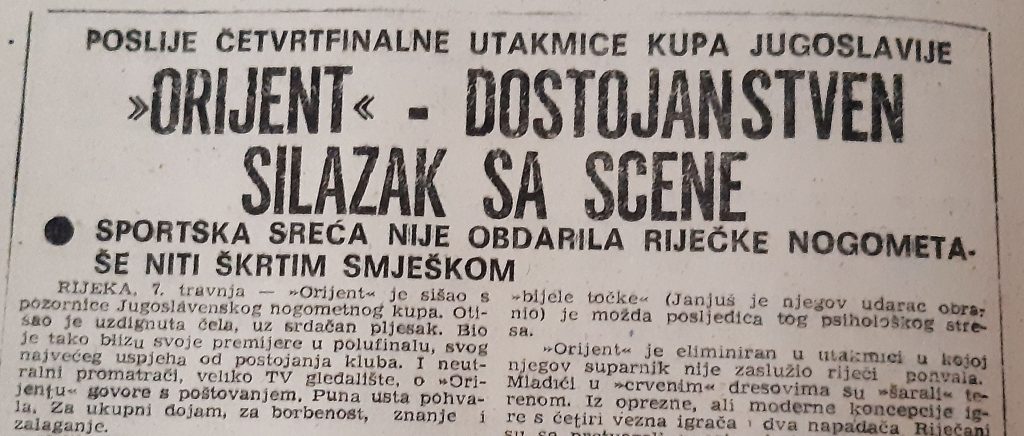 POSLIJE ČETVRTFINALNE UTAKMICE KUPA JUGOSLAVIJE
»ORIJENT« - DOSTOJANSTVEN
SILAZAK SA SCENE
● SPORTSKA SREĆA NIJE OBDARILA RIJEČKE NOGOMETA-
ŠE NITI ŠKRTIM SMJEŠKOM
RIJEKA, 7. travnja — »Orijent« je sišao s
pozornice Jugoslavenskog nogometnog kupa. Oti-
šao je uzdignuta čela, uz srdačan pljesak. Bio
je tako blizu svoje premijere u polufinalu, svog
najvećeg uspjeha od postojanja kluba. I neut-
ralni promatrači, veliko TV gledalište, o »Ori-
jentu« govore s poštovanjem. Puna usta pohva-
la. Za ukupni dojam, za borbenost, znanje i
zalaganje.
»bijele točke« (Janjuš je njegov udarac obra-
nio) je možda posljedica tog psihološkog stre-
sa.
»Orijent« je eliminiran u utakmici u kojoj
njegov suparnik nije zaslužio riječi pohvala.
Mladići u »crvenim« dresovima su »šarali« te-
renom. Iz oprezne, ali moderne koncepcije ig-
re s četiri vezna igrača i dva napadača Riječani
su se